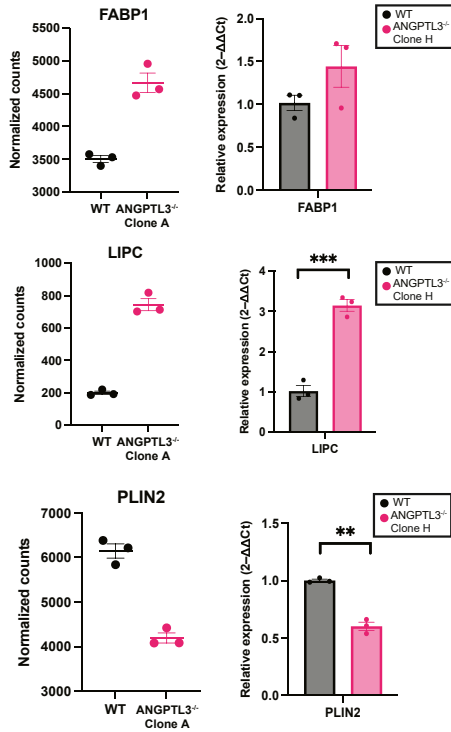 FABP1
Normalized counts
5500
5000
4500
4000
3500
3000
WT ANGPTL3-/-
Clone A
WT
ANGPTL3-/-
Clone H
Relative expression (2–ΔΔCt)
2.0
1.5
1.0
0.5
0.0
FABP1
LIPC
Normalized counts
1000
800
600
400
200
0
WT ANGPTL3-/-
Clone A
WT
ANGPTL3-/-
Clone H
***
Relative expression (2–ΔΔCt)
4
3
2
1
0
LIPC
PLIN2
Normalized counts
7000
6000
5000
4000
3000
WT ANGPTL3-/-
Clone A
WT
ANGPTL3-/-
Clone H
**
Relative expression (2–ΔΔCt)
1.5
1.0
0.5
0.0
PLIN2